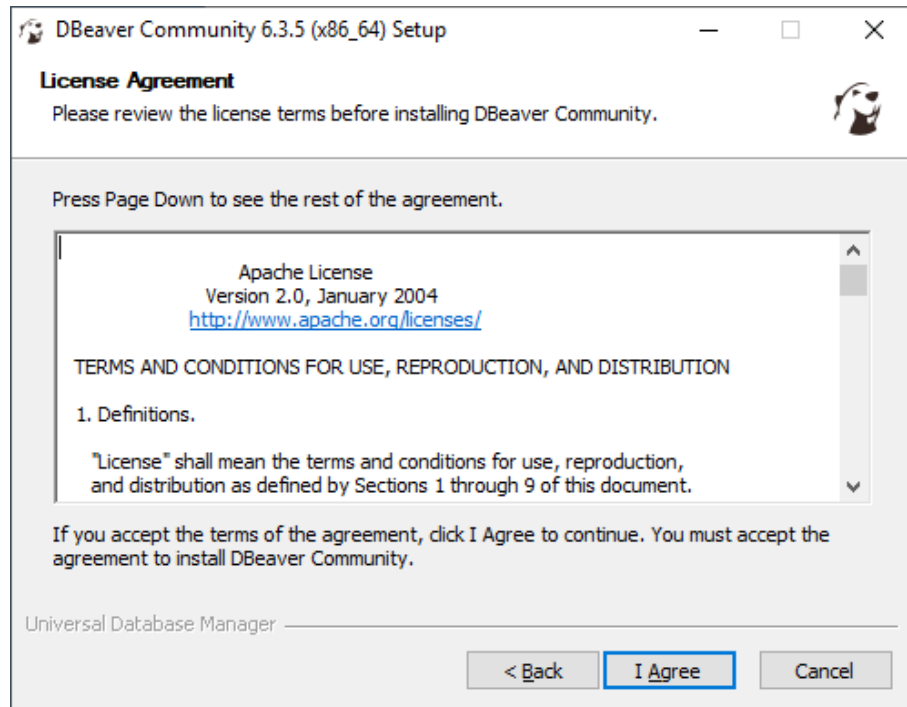 DBeaver Community 6.3.5 (x86_64) Setup
License Agreement
Please review the license terms before installing DBeaver Community.
Press Page Down to see the rest of the agreement.
Apache License
Version 2.0, January 2004
http://www.apache.org/licenses/
TERMS AND CONDITIONS FOR USE, REPRODUCTION, AND DISTRIBUTION
1. Definitions.
"License" shall mean the terms and conditions for use, reproduction,
and distribution as defined by Sections 1 through 9 of this document.
If you accept the terms of the agreement, click I Agree to continue. You must accept the
agreement to install DBeaver Community.
Universal Database Manager
< Back I Agree Cancel